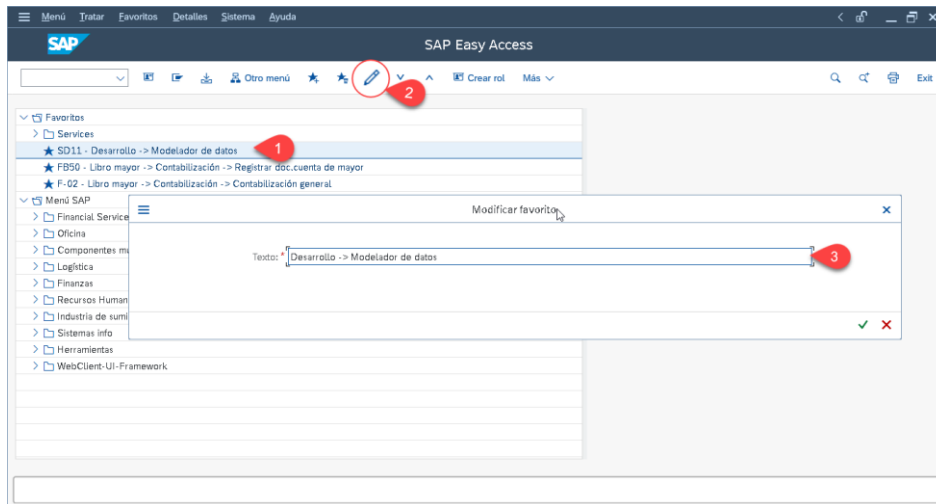 Menú Tratar Favoritos Detalles Sistema Ayuda
SAP SAP Easy Access
Otro menú Crear rol Más Exit
2
Favoritos
Services
SD11 - Desarrollo -> Modelador de datos 1
FB50 - Libro mayor -> Contabilización -> Registrar doc.cuenta de mayor
F-02 - Libro mayor -> Contabilización -> Contabilización general
Menú SAP
Modificar favorito
Financial Service
Oficina
Componentes m
Texto: * Desarrollo -> Modelador de datos 3
Logística
Finanzas
Recursos Human
Industria de sumi
Sistemas info
Herramientas
WebClient-UI-Framework